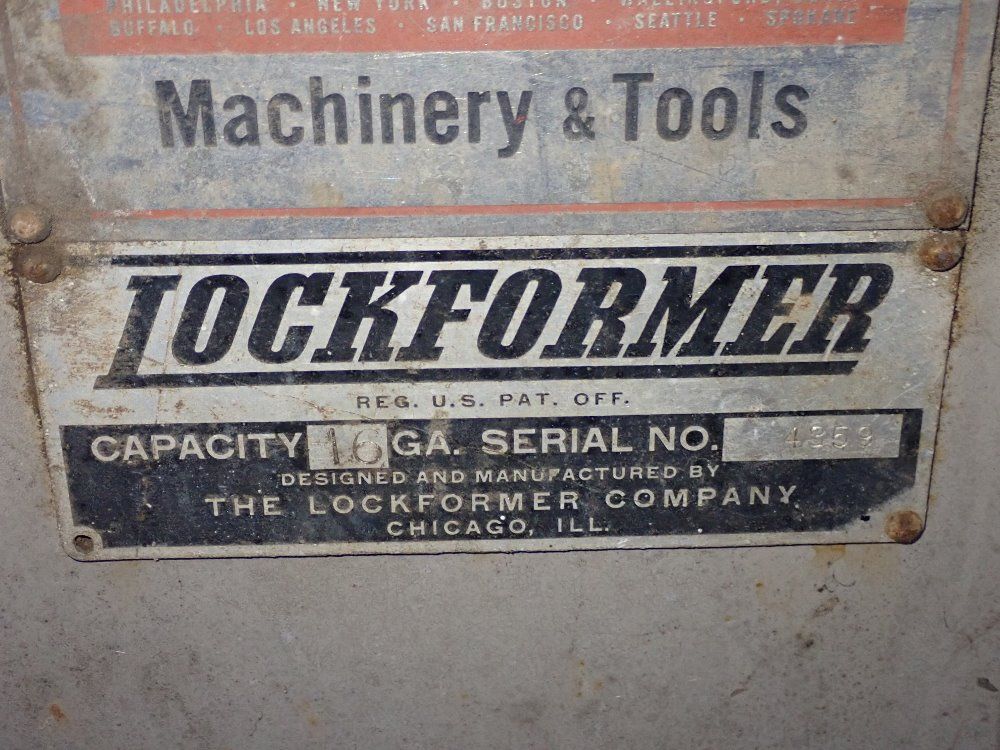 PHILADELPHIA · NEW YORK · BOSTON ·
BUFFALO · LOS ANGELES · SAN FRANCISCO · SEATTLE · SPOKANE
Machinery & Tools
LOCKFORMER
REG. U.S. PAT. OFF.
CAPACITY 16 GA. SERIAL NO. 4359
DESIGNED AND MANUFACTURED BY
THE LOCKFORMER COMPANY
CHICAGO, ILL.